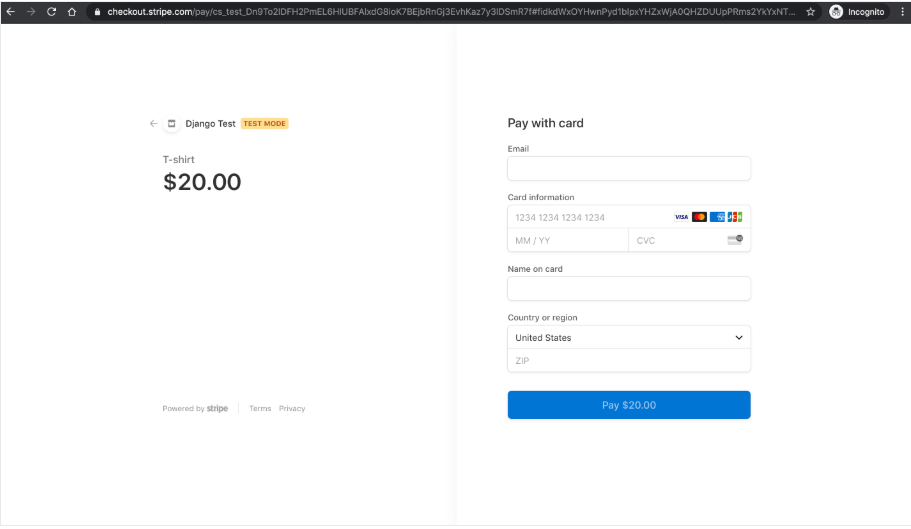 checkout.stripe.com/pay/cs_test_Dn9To2lDFH2PmEL6HIUBFAlxdG8ioK7BEjbRnGj3EvhKaz7y3lDSmR7f#fidkdWxOYHwnPyd1blpxYHZxWjA0QHZDUUpPRms2YkYxNT... Incognito
Django Test TEST MODE
T-shirt
$20.00
Powered by stripe Terms Privacy
Pay with card
Email
Card information
1234 1234 1234 1234 VISA
MM / YY CVC
Name on card
Country or region
United States
ZIP
Pay $20.00